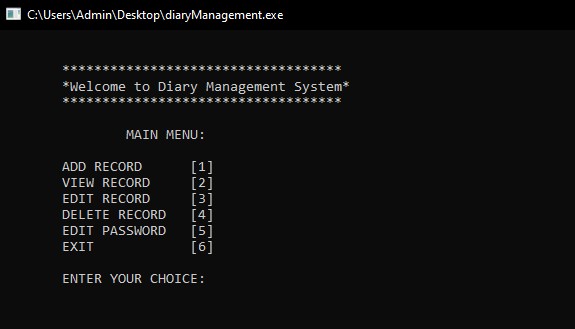 C:\Users\Admin\Desktop\diaryManagement.exe
***********************************
*Welcome to Diary Management System*
***********************************
MAIN MENU:
ADD RECORD [1]
VIEW RECORD [2]
EDIT RECORD [3]
DELETE RECORD [4]
EDIT PASSWORD [5]
EXIT [6]
ENTER YOUR CHOICE: